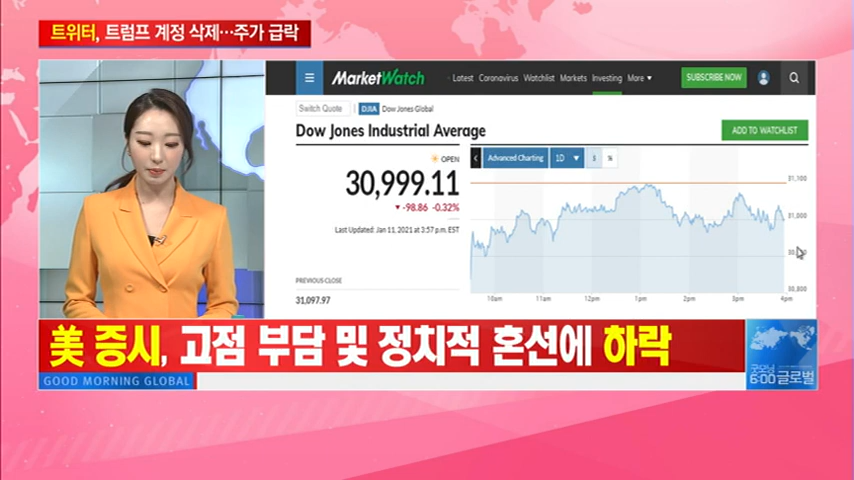 트위터, 트럼프 계정 삭제…주가 급락
MarketWatch
Latest Coronavirus Watchlist Markets Investing More
SUBSCRIBE NOW
Switch Quote DJIA Dow Jones Global
Dow Jones Industrial Average
ADD TO WATCHLIST
OPEN
30,999.11
-98.86 -0.32%
Last Updated: Jan 11, 2021 at 3:57 p.m. EST
PREVIOUS CLOSE
31,097.97
Advanced Charting 1D $ %
31,100
31,000
30,800
10am 11am 12pm 1pm 2pm 3pm 4pm
美 증시, 고점 부담 및 정치적 혼선에 하락
GOOD MORNING GLOBAL
굿모닝
6:00 글로벌